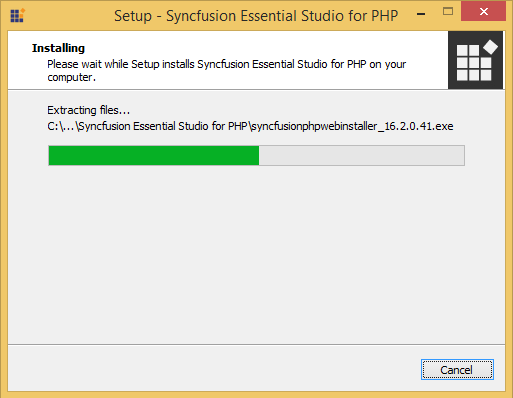 Setup - Syncfusion Essential Studio for PHP
Installing
Please wait while Setup installs Syncfusion Essential Studio for PHP on your
computer.
Extracting files...
C:\...\Syncfusion Essential Studio for PHP\syncfusionphpwebinstaller_16.2.0.41.exe
Cancel